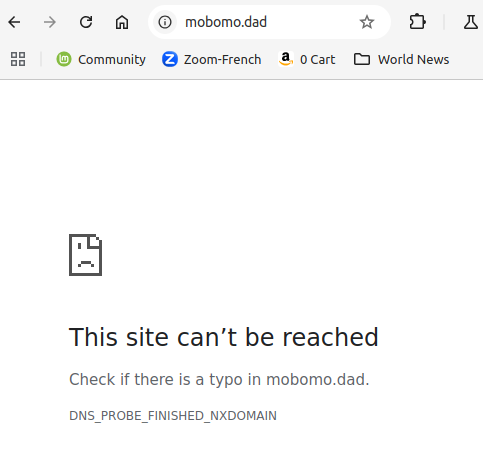 mobomo.dad
Community Zoom-French 0 Cart World News
This site can’t be reached
Check if there is a typo in mobomo.dad.
DNS_PROBE_FINISHED_NXDOMAIN